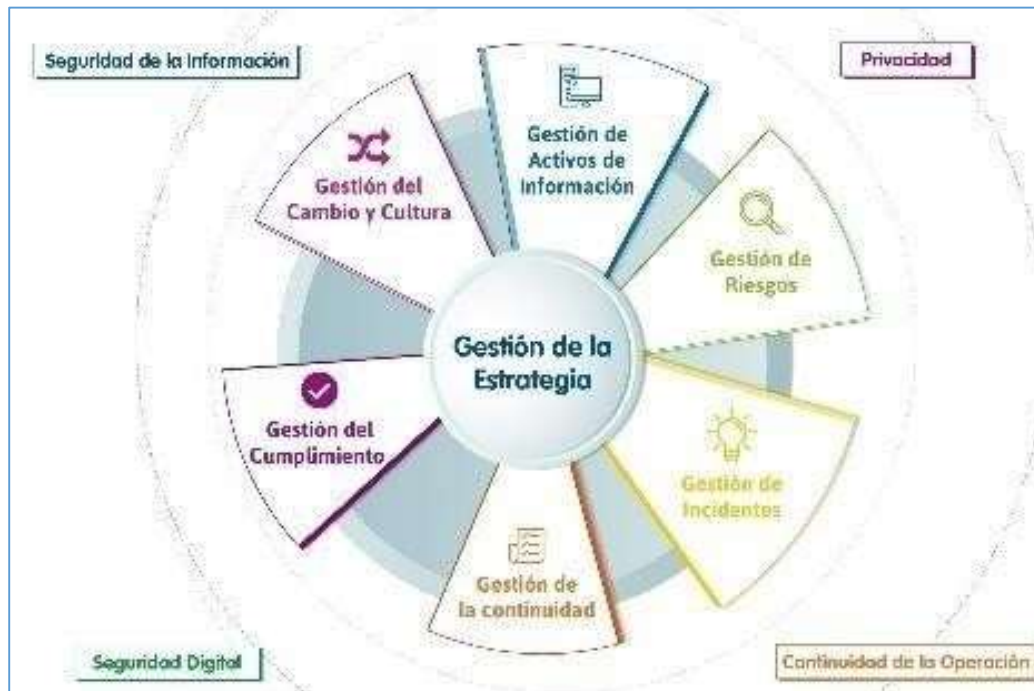 Seguridad de la Información
Privacidad
Gestión de
Activos de
Información
Gestión del
Cambio y Cultura
Gestión de
Riesgos
Gestión de la
Estrategia
Gestión del
Cumplimiento
Gestión de
Incidentes
Gestión de
la continuidad
Seguridad Digital
Continuidad de la Operación